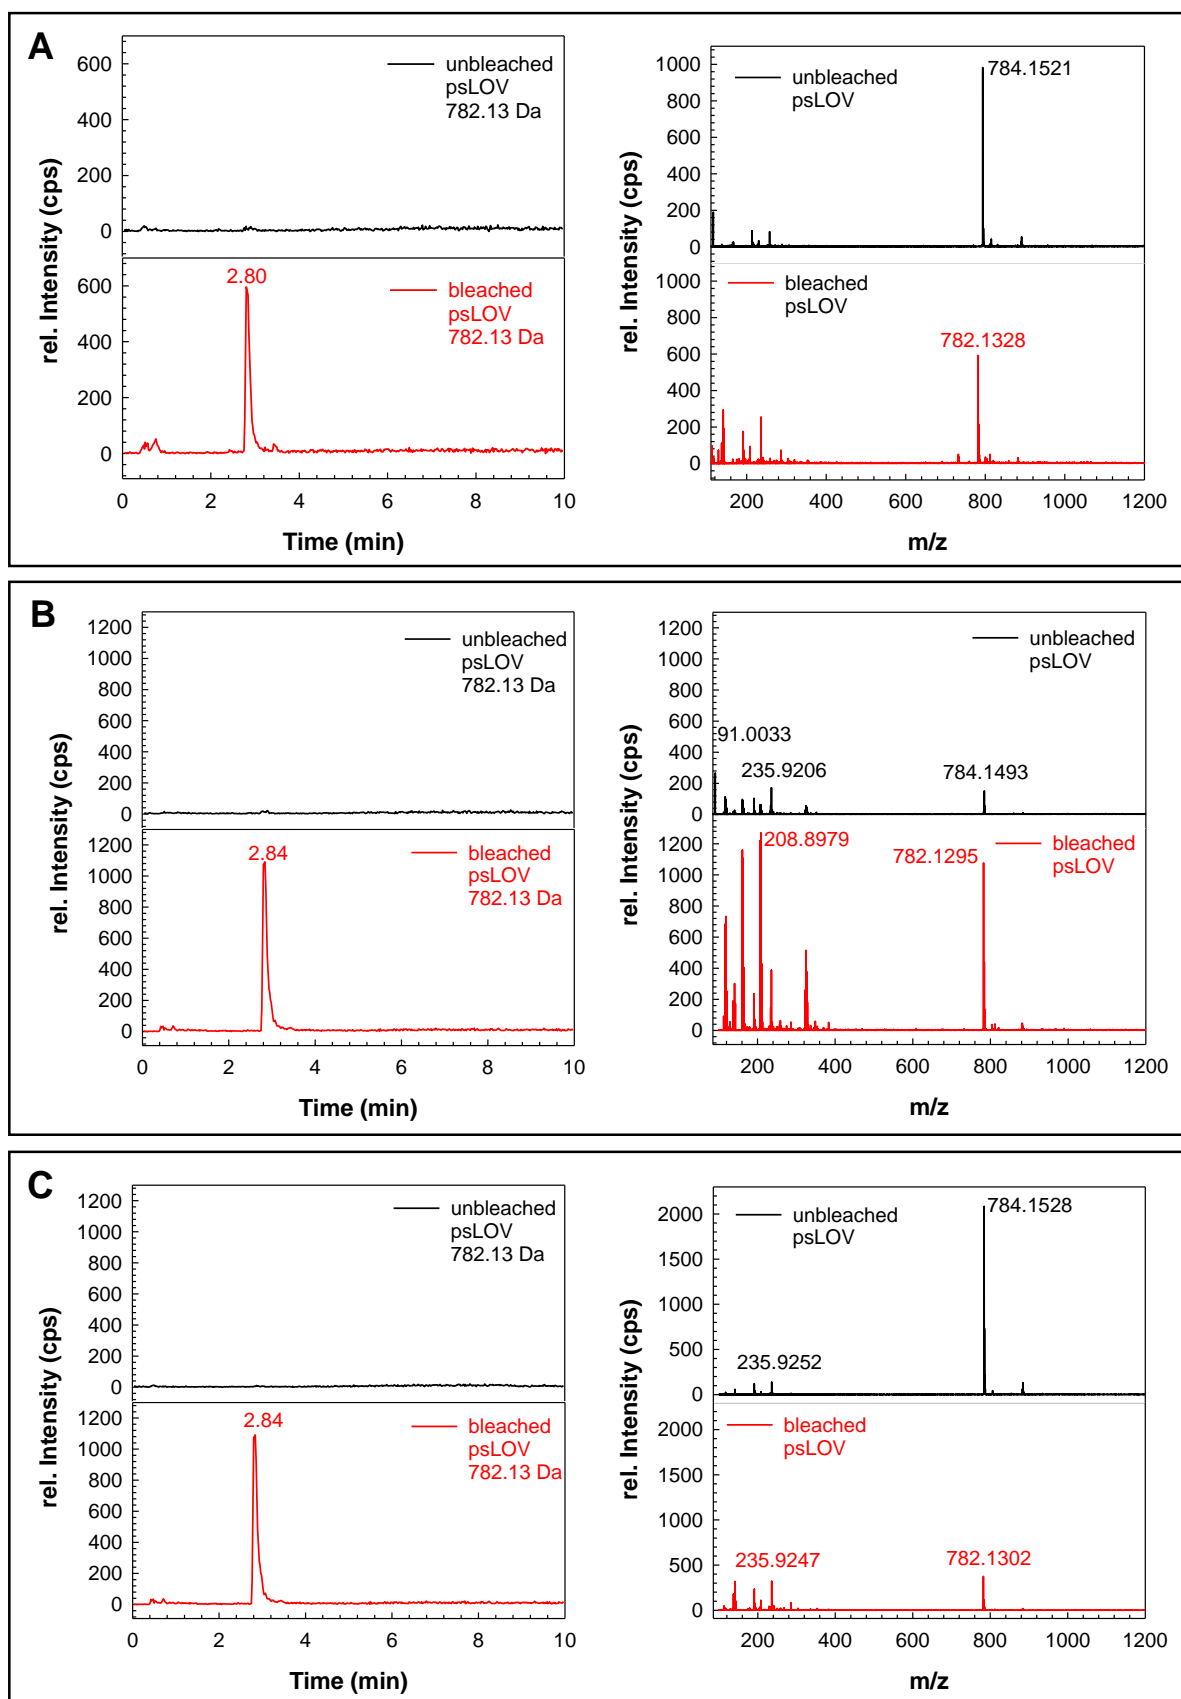 A
unbleached
psLOV
782.13 Da
600
400
200
0
2.80
bleached
psLOV
782.13 Da
600
400
200
0
rel. Intensity (cps)
0 2 4 6 8 10
Time (min)
784.1521
unbleached
psLOV
1000
800
600
400
200
0
bleached
psLOV
782.1328
1000
800
600
400
200
0
rel. Intensity (cps)
200 400 600 800 1000 1200
m/z
B
unbleached
psLOV
782.13 Da
1200
1000
800
600
400
200
0
2.84
bleached
psLOV
782.13 Da
1200
1000
800
600
400
200
0
rel. Intensity (cps)
0 2 4 6 8 10
Time (min)
unbleached
psLOV
91.0033
235.9206
784.1493
1200
1000
800
600
400
200
0
208.8979
782.1295
bleached
psLOV
1200
1000
800
600
400
200
0
rel. Intensity (cps)
200 400 600 800 1000 1200
m/z
C
unbleached
psLOV
782.13 Da
1200
1000
800
600
400
200
0
2.84
bleached
psLOV
782.13 Da
1200
1000
800
600
400
200
0
rel. Intensity (cps)
0 2 4 6 8 10
Time (min)
784.1528
unbleached
psLOV
235.9252
2000
1500
1000
500
0
bleached
psLOV
235.9247
782.1302
2000
1500
1000
500
0
rel. Intensity (cps)
200 400 600 800 1000 1200
m/z